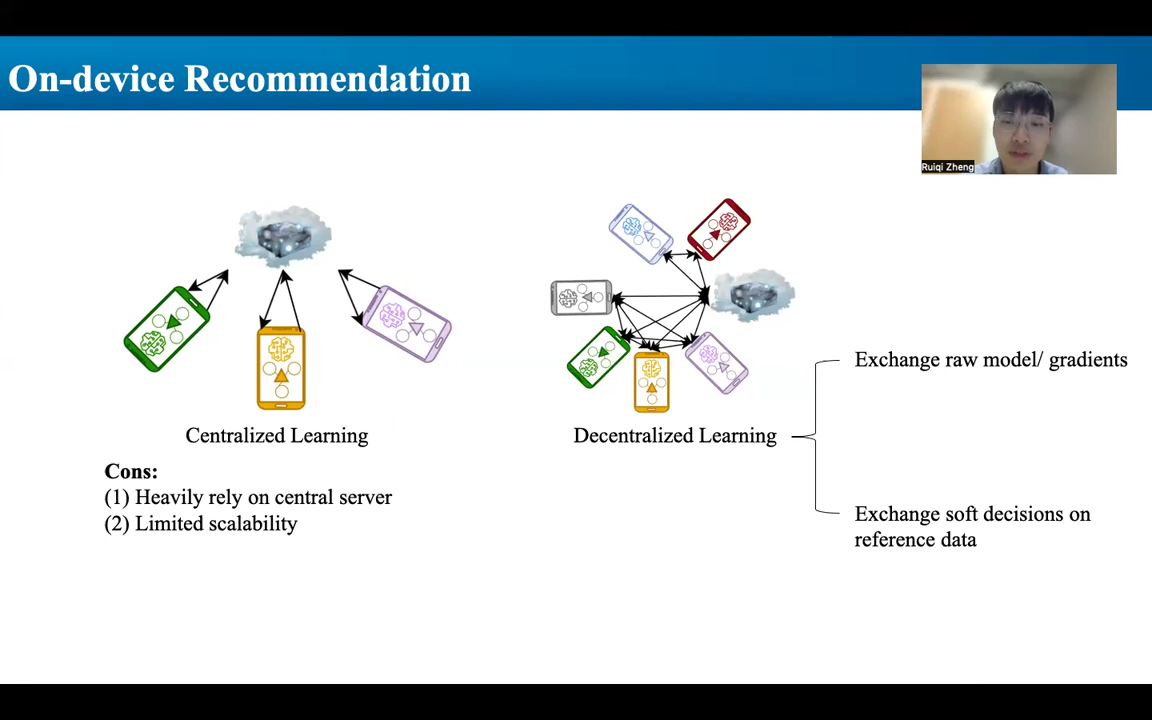 On-device Recommendation
Ruiqi Zheng
Centralized Learning
Cons:
(1) Heavily rely on central server
(2) Limited scalability
Decentralized Learning
Exchange raw model/ gradients
Exchange soft decisions on
reference data